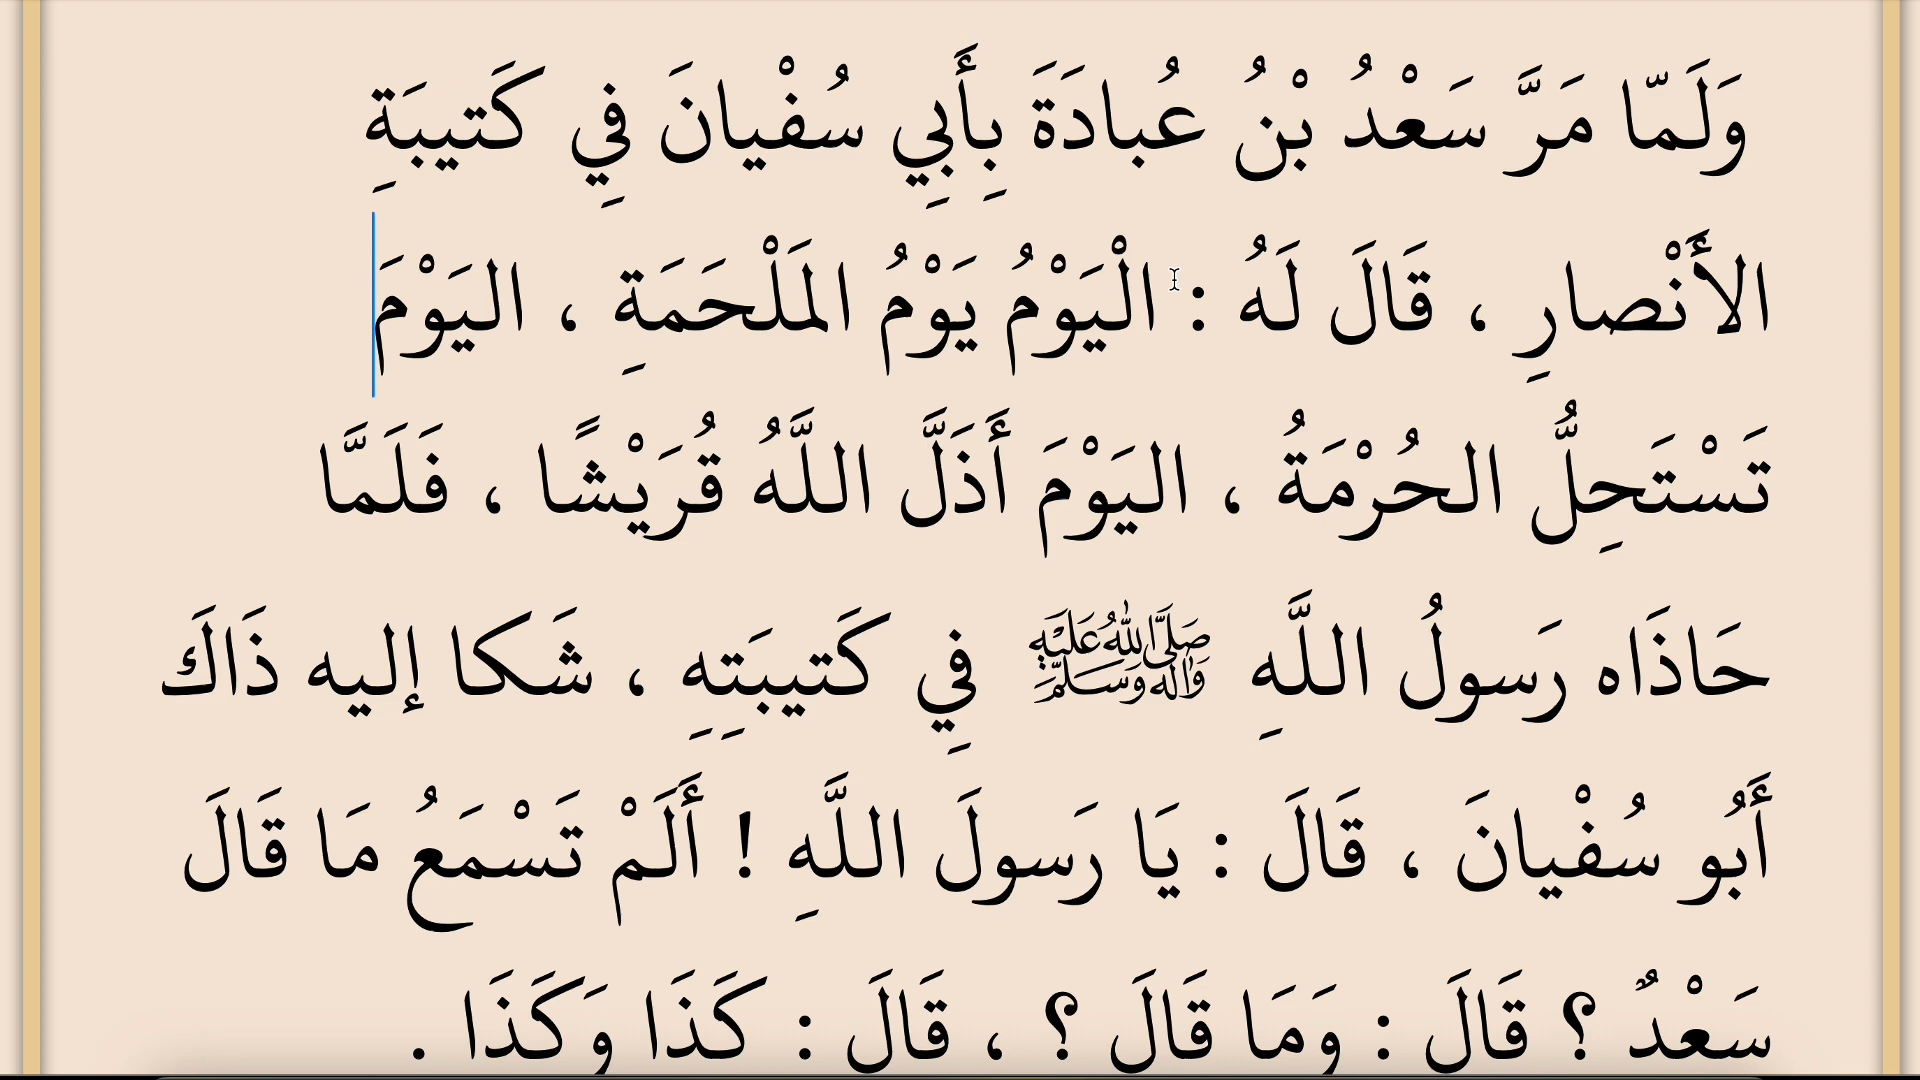 وَلَمّا مَرَّ سَعْدُ بْنُ عُبادَةَ بِأَبِي سُفْيانَ فِي كَتيبَةِ
الأَنْصارِ ، قَالَ لَهُ : الْيَوْمُ يَوْمُ المَلْحَمَةِ ، اليَوْمَ
تَسْتَحِلُّ الحُرْمَةُ ، اليَوْمَ أَذَلَّ اللَّهُ قُرَيْشًا ، فَلَمَّا
حَاذَاه رَسولُ اللَّهِ ﷺ فِي كَتيبَتِهِ ، شَكا إليه ذَاكَ
أَبُو سُفْيانَ ، قَالَ : يَا رَسولَ اللَّهِ ! أَلَمْ تَسْمَعُ مَا قَالَ
سَعْدٌ ؟ قَالَ : وَمَا قَالَ ؟ ، قَالَ : كَذَا وَكَذَا .